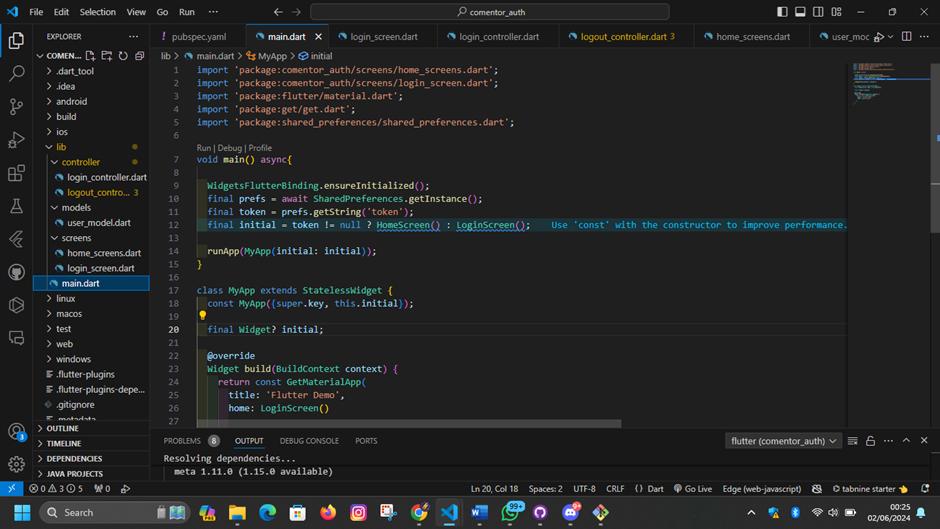 File Edit Selection View Go Run ··· comentor_auth
EXPLORER
COMEN...
.dart_tool
.idea
android
build
ios
lib
controller
login_controller.dart
logout_contro... 3
models
user_model.dart
screens
home_screens.dart
login_screen.dart
main.dart
linux
macos
test
web
windows
.flutter-plugins
.flutter-plugins-depe...
.gitignore
.metadata
OUTLINE
TIMELINE
DEPENDENCIES
JAVA PROJECTS
pubspec.yaml main.dart login_screen.dart login_controller.dart logout_controller.dart 3 home_screens.dart user_moc
lib > main.dart > MyApp > initial
1 import 'package:comentor_auth/screens/home_screens.dart';
2 import 'package:comentor_auth/screens/login_screen.dart';
3 import 'package:flutter/material.dart';
4 import 'package:get/get.dart';
5 import 'package:shared_preferences/shared_preferences.dart';
6
Run | Debug | Profile
7 void main() async{
8
9 WidgetsFlutterBinding.ensureInitialized();
10 final prefs = await SharedPreferences.getInstance();
11 final token = prefs.getString('token');
12 final initial = token != null ? HomeScreen() : LoginScreen(); Use 'const' with the constructor to improve performance.
13
14 runApp(MyApp(initial: initial));
15 }
16
17 class MyApp extends StatelessWidget {
18 const MyApp({super.key, this.initial});
19
20 final Widget? initial;
21
22 @override
23 Widget build(BuildContext context) {
24 return const GetMaterialApp(
25 title: 'Flutter Demo',
26 home: LoginScreen()
27
PROBLEMS 8 OUTPUT DEBUG CONSOLE PORTS flutter (comentor_auth)
Resolving dependencies...
meta 1.11.0 (1.15.0 available)
3
0 3 5 0 Ln 20, Col 18 Spaces: 2 UTF-8 CRLF {} Dart Go Live Edge (web-javascript) tabnine starter
Search 99+ 00:25
02/06/2024